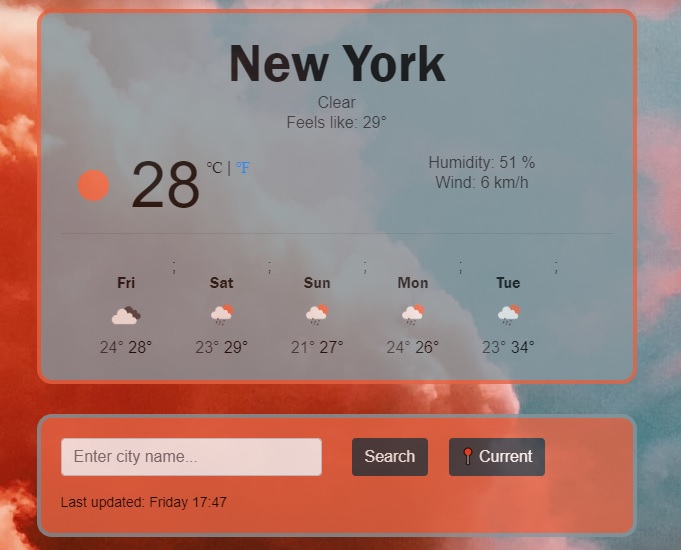 New York
Clear
Feels like: 29°
28 °C | °F
Humidity: 51 %
Wind: 6 km/h
; ; ; ; ;
Fri Sat Sun Mon Tue
24° 28° 23° 29° 21° 27° 24° 26° 23° 34°
Enter city name... Search Current
Last updated: Friday 17:47